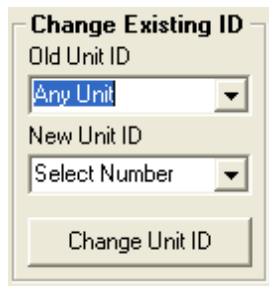 Change Existing ID
Old Unit ID
Any Unit
New Unit ID
Select Number
Change Unit ID